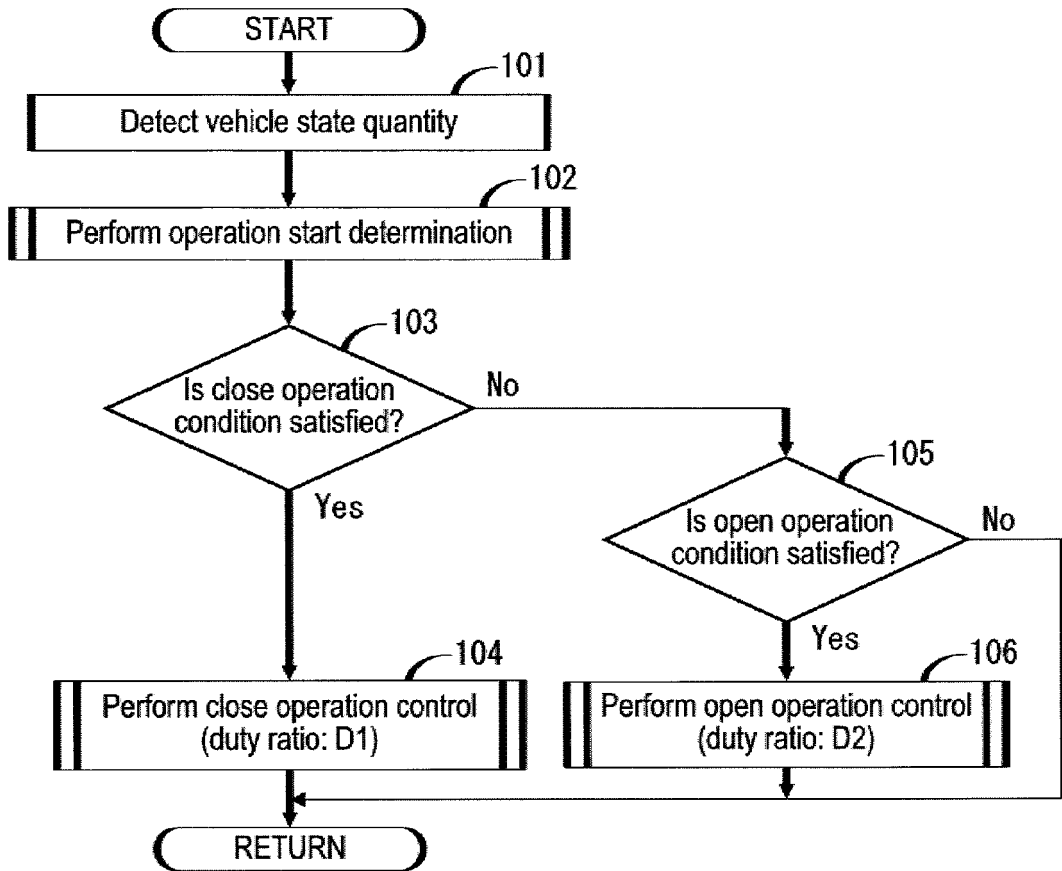 START
101
Detect vehicle state quantity
102
Perform operation start determination
103
Is close operation
condition satisfied?
No
Yes
105
Is open operation
condition satisfied?
No
Yes
104
Perform close operation control
(duty ratio: D1)
106
Perform open operation control
(duty ratio: D2)
RETURN